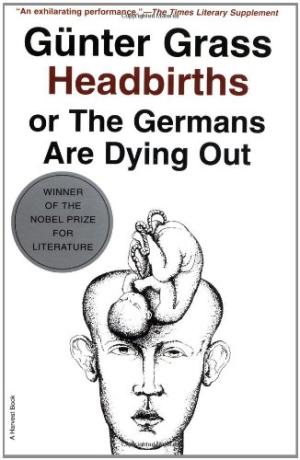 “An exhilarating performance.”—The Times Literary Supplement
Günter Grass
Headbirths
or The Germans
Are Dying Out
WINNER
OF THE
NOBEL PRIZE
FOR
LITERATURE
A Harvest Book